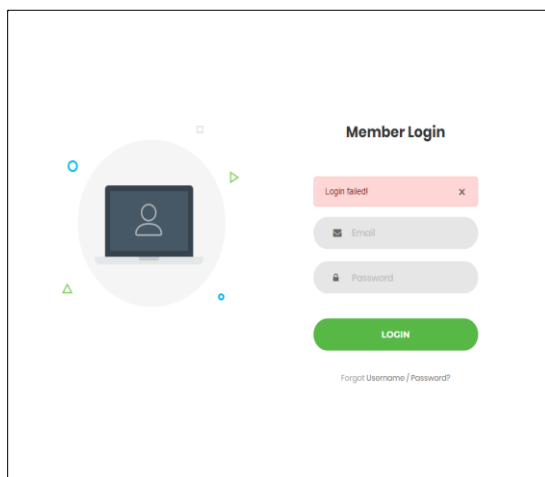 Member Login
Login failed!
Email
Password
LOGIN
Forgot Username / Password?